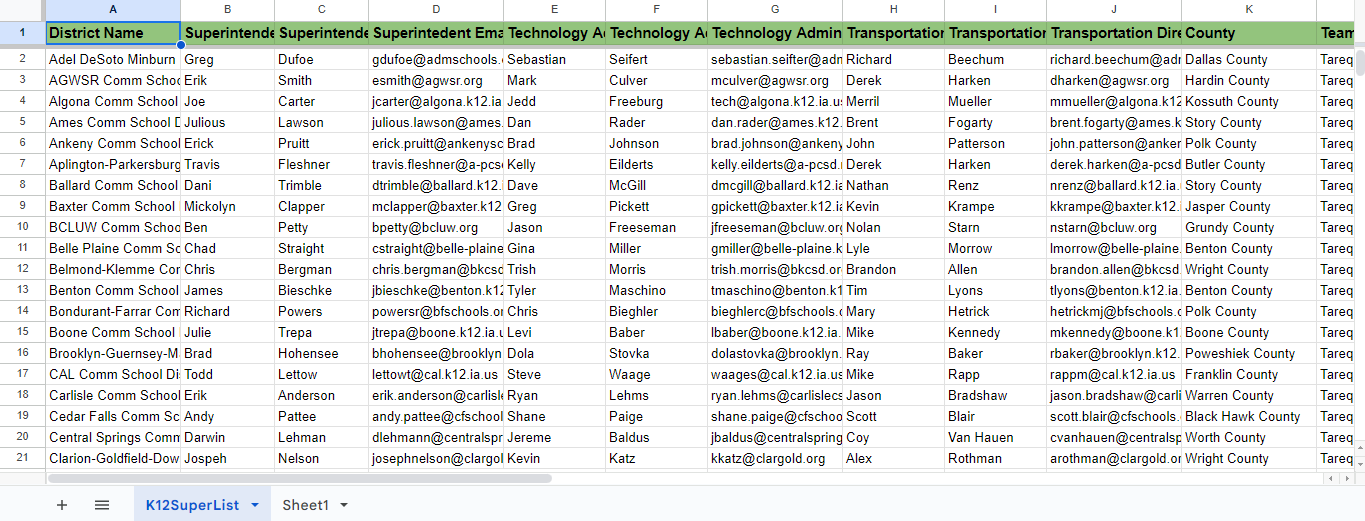 A B C D E F G H I J K
1 District Name Superintende Superintende Superintedent Ema Technology Ad Technology Ad Technology Admin Transportation Transportation Transportation Dire County Team
2 Adel DeSoto Minburn Greg Dufoe gdufoe@admschools. Sebastian Seifert sebastian.seifter@adm Richard Beechum richard.beechum@adm Dallas County Tareq
3 AGWSR Comm Schoo Erik Smith esmith@agwsr.org Mark Culver mculver@agwsr.org Derek Harken dharken@agwsr.org Hardin County Tareq
4 Algona Comm School Joe Carter jcarter@algona.k12.ia Jedd Freeburg tech@algona.k12.ia.us Merril Mueller mmueller@algona.k12 Kossuth County Tareq
5 Ames Comm School D Julious Lawson julious.lawson@ames. Dan Rader dan.rader@ames.k12 Brent Fogarty brent.fogarty@ames.k Story County Tareq
6 Ankeny Comm School Erick Pruitt erick.pruitt@ankenysc Brad Johnson brad.johnson@ankeny John Patterson john.patterson@anker Polk County Tareq
7 Aplington-Parkersburg Travis Fleshner travis.fleshner@a-pcs Kelly Eilderts kelly.eilderts@a-pcsd. Derek Harken derek.harken@a-pcsd Butler County Tareq
8 Ballard Comm School Dani Trimble dtrimble@ballard.k12. Dave McGill dmcgill@ballard.k12.ia Nathan Renz nrenz@ballard.k12.ia. Story County Tareq
9 Baxter Comm School Mickolyn Clapper mclapper@baxter.k12 Greg Pickett gpickett@baxter.k12.ia Kevin Krampe kkrampe@baxter.k12. Jasper County Tareq
10 BCLUW Comm Schoo Ben Petty bpetty@bcluw.org Jason Freeseman jfreeseman@bcluw.org Nolan Starn nstarn@bcluw.org Grundy County Tareq
11 Belle Plaine Comm Sc Chad Straight cstraight@belle-plaine Gina Miller gmiller@belle-plaine.k Lyle Morrow lmorrow@belle-plaine. Benton County Tareq
12 Belmond-Klemme Cor Chris Bergman chris.bergman@bkcsd Trish Morris trish.morris@bkcsd.or Brandon Allen brandon.allen@bkcsd. Wright County Tareq
13 Benton Comm School James Bieschke jbieschke@benton.k12 Tyler Maschino tmaschino@benton.k1 Tim Lyons tlyons@benton.k12.ia. Benton County Tareq
14 Bondurant-Farrar Com Richard Powers powersr@bfschools.or Chris Bieghler bieghlerc@bfschools.o Mary Hetrick hetrickmj@bfschools.o Polk County Tareq
15 Boone Comm School Julie Trepa jtrepa@boone.k12.ia.u Levi Baber lbaber@boone.k12.ia. Mike Kennedy mkennedy@boone.k1 Boone County Tareq
16 Brooklyn-Guernsey-M Brad Hohensee bhohensee@brooklyn. Dola Stovka dolastovka@brooklyn. Ray Baker rbaker@brooklyn.k12. Poweshiek County Tareq
17 CAL Comm School Di Todd Lettow lettowt@cal.k12.ia.us Steve Waage waages@cal.k12.ia.us Mike Rapp rappm@cal.k12.ia.us Franklin County Tareq
18 Carlisle Comm School Erik Anderson erik.anderson@carlisle Ryan Lehms ryan.lehms@carlislecs Jason Bradshaw jason.bradshaw@carli Warren County Tareq
19 Cedar Falls Comm Sc Andy Pattee andy.pattee@cfschool Shane Paige shane.paige@cfschoo Scott Blair scott.blair@cfschools. Black Hawk County Tareq
20 Central Springs Comm Darwin Lehman dlehmann@centralspr Jereme Baldus jbaldus@centralspring Coy Van Hauen cvanhauen@centralsp Worth County Tareq
21 Clarion-Goldfield-Dow Jospeh Nelson josephnelson@clargol Kevin Katz kkatz@clargold.org Alex Rothman arothman@clargold.or Wright County Tareq
K12SuperList Sheet1